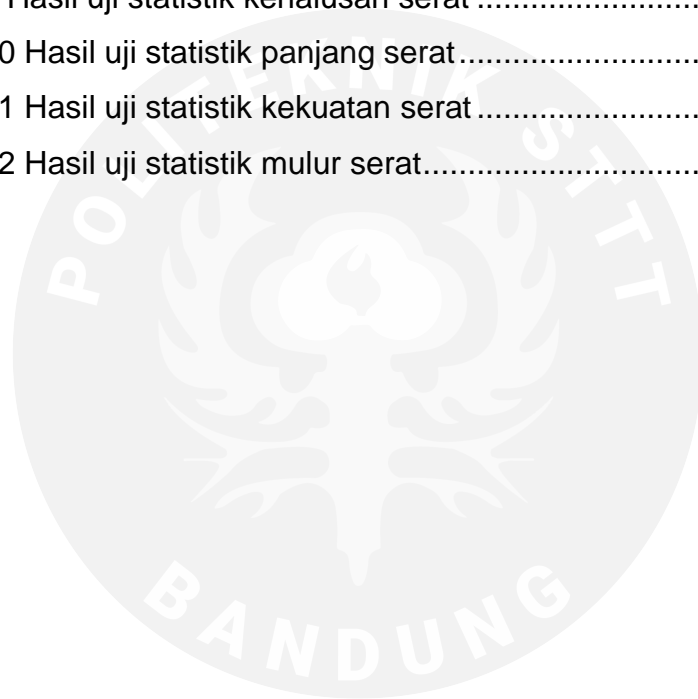 Hasil uji statistik kehalusan serat ..........................
0 Hasil uji statistik panjang serat ............................
1 Hasil uji statistik kekuatan serat ..........................
2 Hasil uji statistik mulur serat ................................
POLITEKNIK STTT
BANDUNG